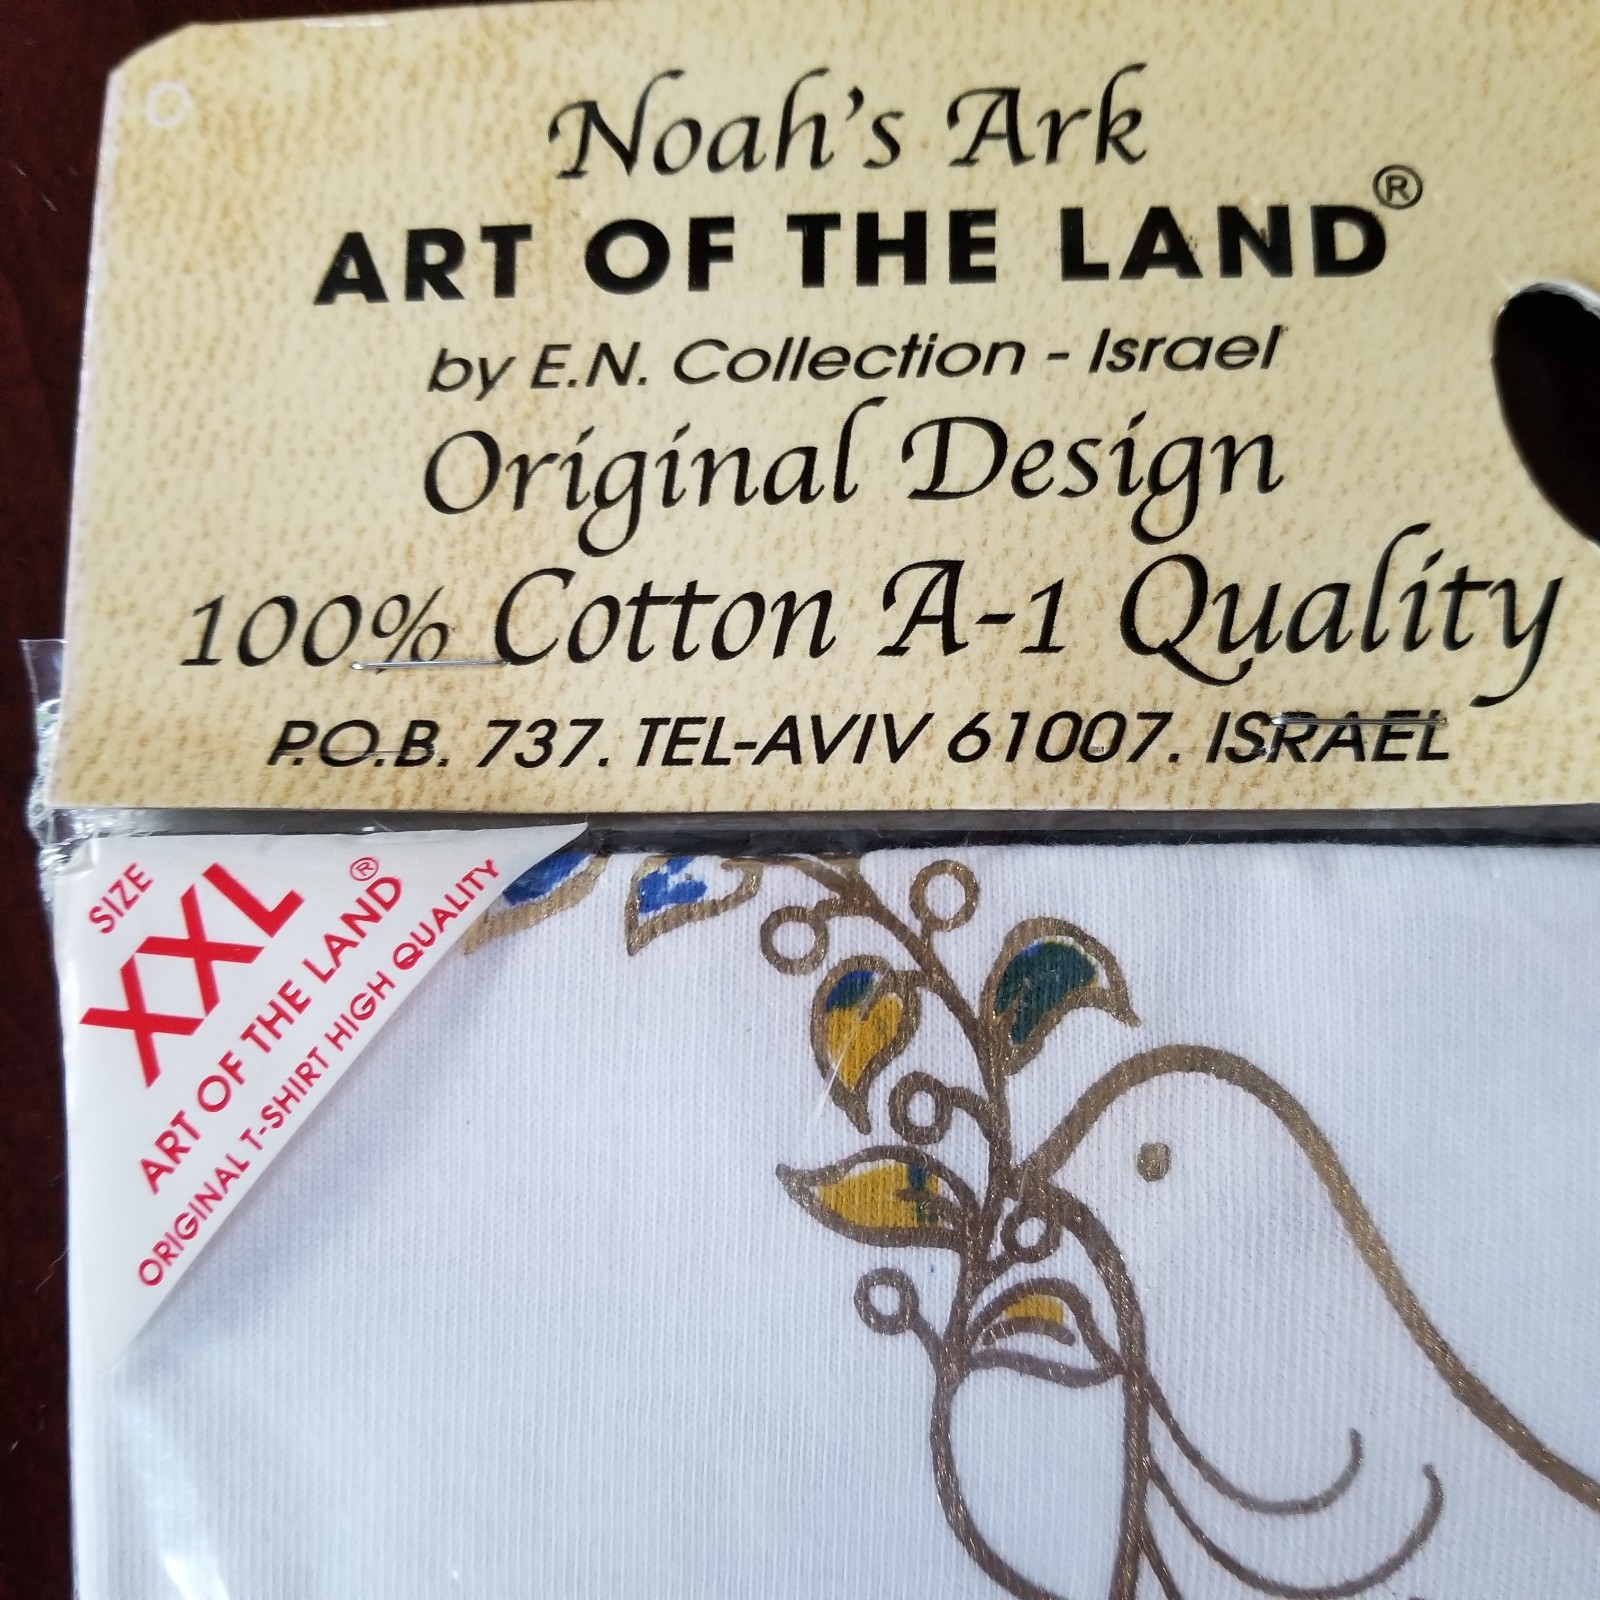 Noah's Ark
ART OF THE LAND®
by E.N. Collection - Israel
Original Design
100% Cotton A-1 Quality
P.O.B. 737. TEL-AVIV 61007. ISRAEL
SIZE
XXL
ART OF THE LAND®
ORIGINAL T-SHIRT HIGH QUALITY